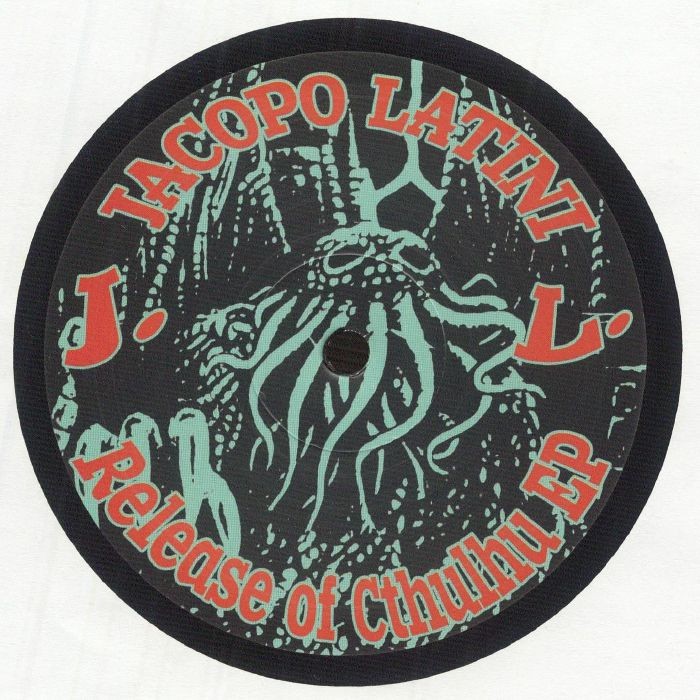 JACOPO LATINI
J. L.
Release of Cthulhu EP